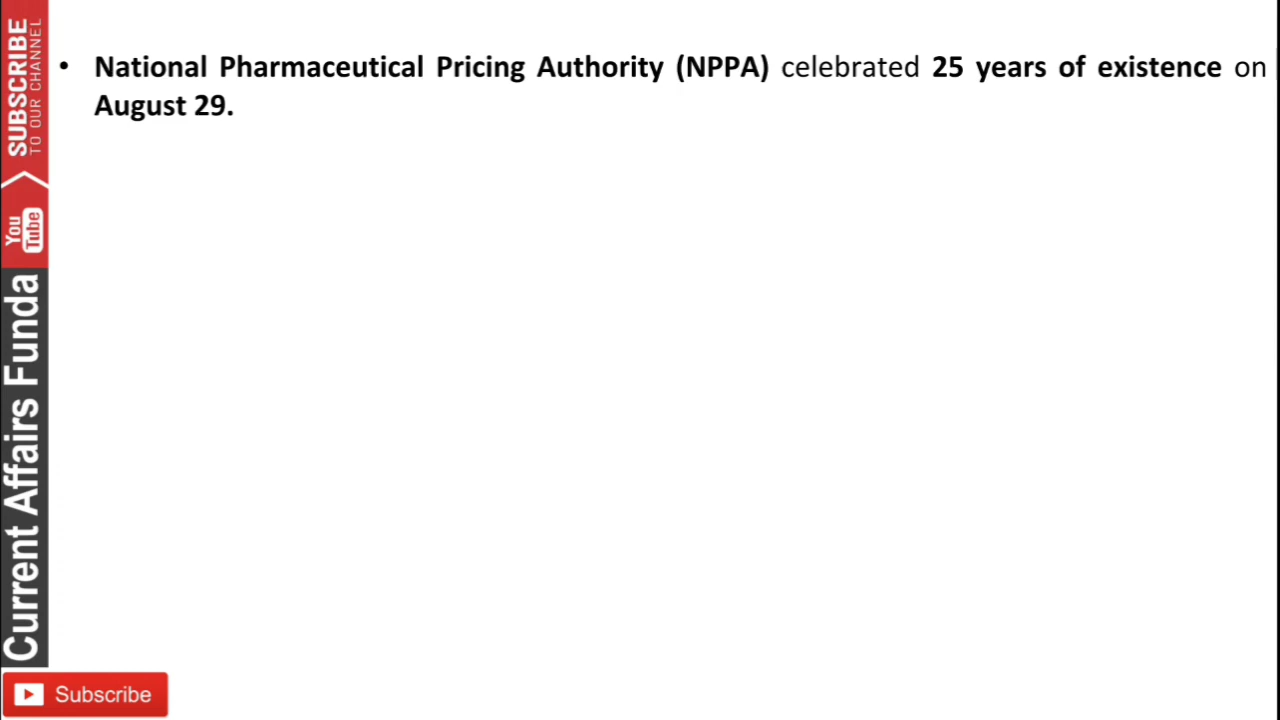 • National Pharmaceutical Pricing Authority (NPPA) celebrated 25 years of existence on
August 29.
SUBSCRIBE
TO OUR CHANNEL
You
Tube
Current Affairs Funda
Subscribe